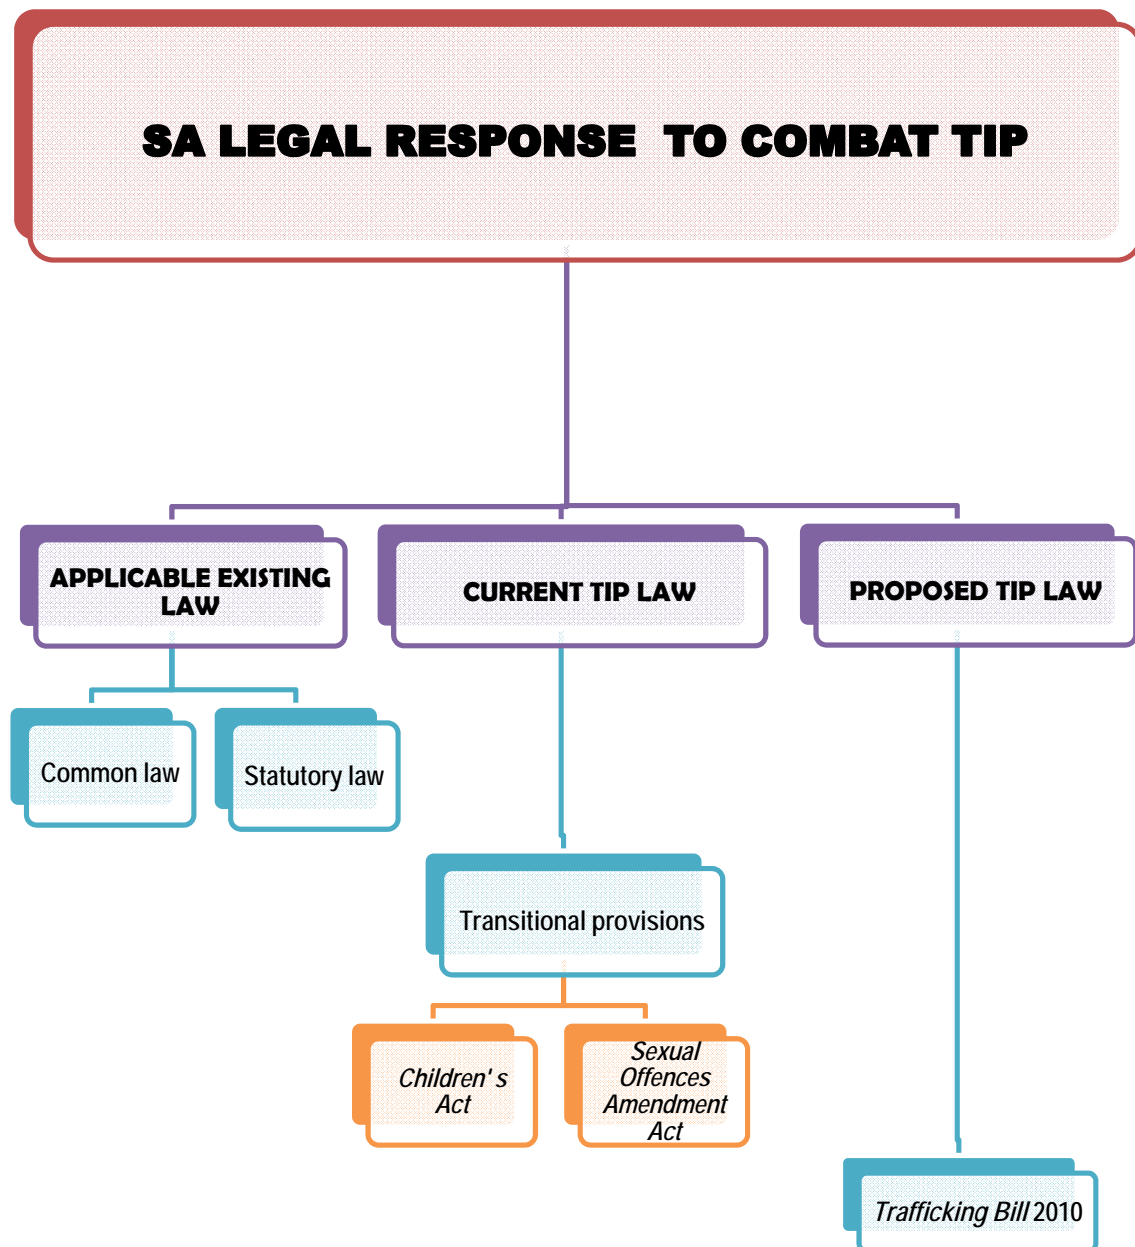 SA LEGAL RESPONSE TO COMBAT TIP
APPLICABLE EXISTING
LAW
CURRENT TIP LAW
PROPOSED TIP LAW
Common law
Statutory law
Transitional provisions
Children's
Act
Sexual
Offences
Amendment
Act
Trafficking Bill 2010